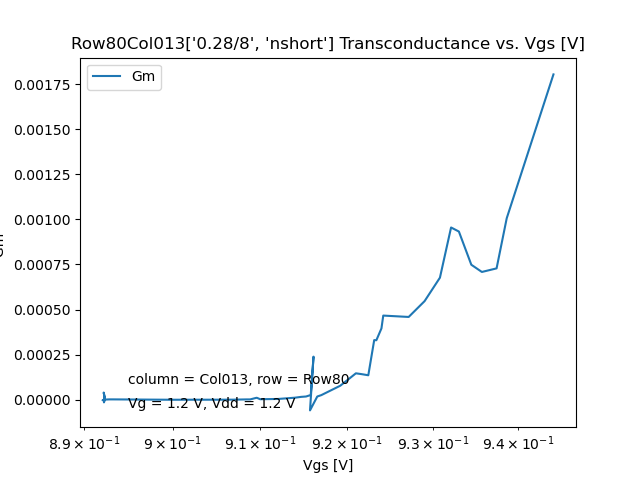 Row80Col013['0.28/8', 'nshort'] Transconductance vs. Vgs [V]
Gm
0.00175
0.00150
0.00125
0.00100
0.00075
0.00050
0.00025
0.00000
column = Col013, row = Row80
Vg = 1.2 V, Vdd = 1.2 V
8.9 × 10⁻¹ 9 × 10⁻¹ 9.1 × 10⁻¹ 9.2 × 10⁻¹ 9.3 × 10⁻¹ 9.4 × 10⁻¹
Vgs [V]